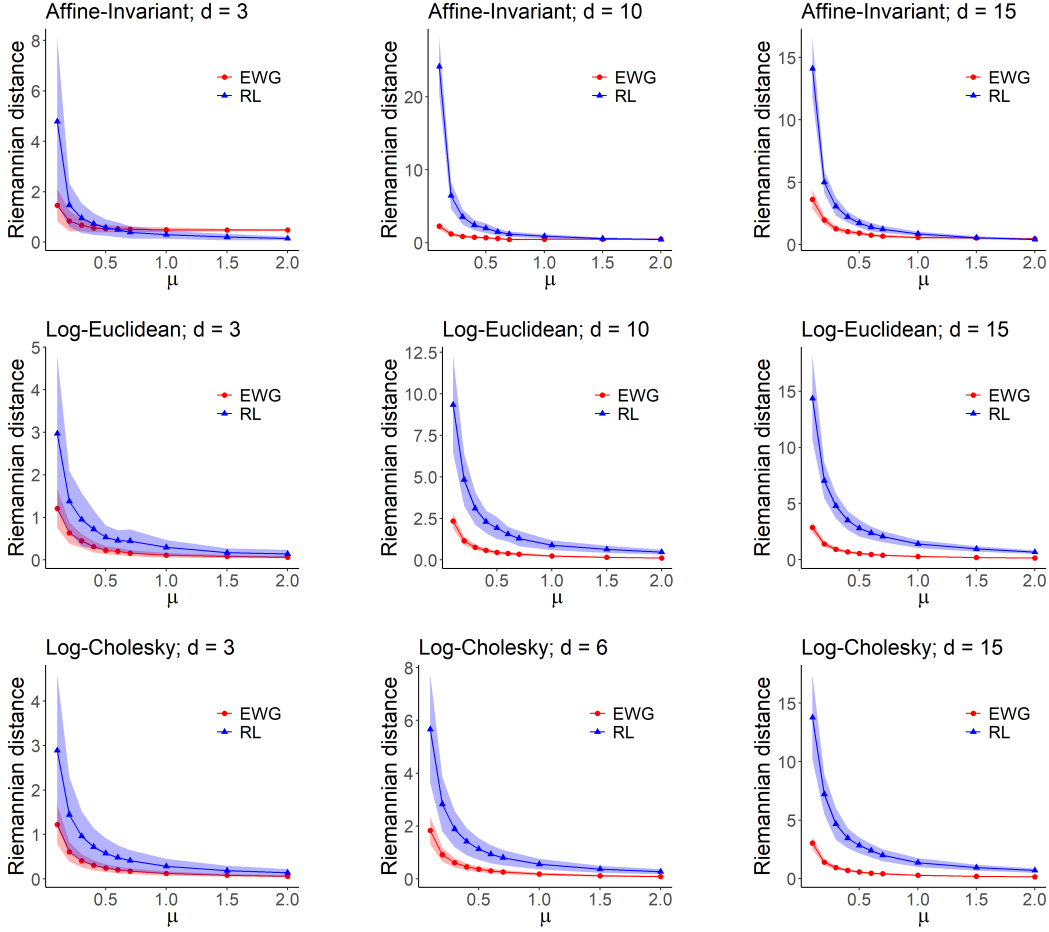 Affine-Invariant; d = 3
Riemannian distance
8
6
4
2
0
EWG
RL
0.5 1.0 1.5 2.0
μ
Affine-Invariant; d = 10
Riemannian distance
20
10
0
EWG
RL
0.5 1.0 1.5 2.0
μ
Affine-Invariant; d = 15
Riemannian distance
15
10
5
0
EWG
RL
0.5 1.0 1.5 2.0
μ
Log-Euclidean; d = 3
Riemannian distance
5
4
3
2
1
0
EWG
RL
0.5 1.0 1.5 2.0
μ
Log-Euclidean; d = 10
Riemannian distance
12.5
10.0
7.5
5.0
2.5
0.0
EWG
RL
0.5 1.0 1.5 2.0
μ
Log-Euclidean; d = 15
Riemannian distance
15
10
5
0
EWG
RL
0.5 1.0 1.5 2.0
μ
Log-Cholesky; d = 3
Riemannian distance
4
3
2
1
0
EWG
RL
0.5 1.0 1.5 2.0
μ
Log-Cholesky; d = 6
Riemannian distance
8
6
4
2
0
EWG
RL
0.5 1.0 1.5 2.0
μ
Log-Cholesky; d = 15
Riemannian distance
15
10
5
0
EWG
RL
0.5 1.0 1.5 2.0
μ